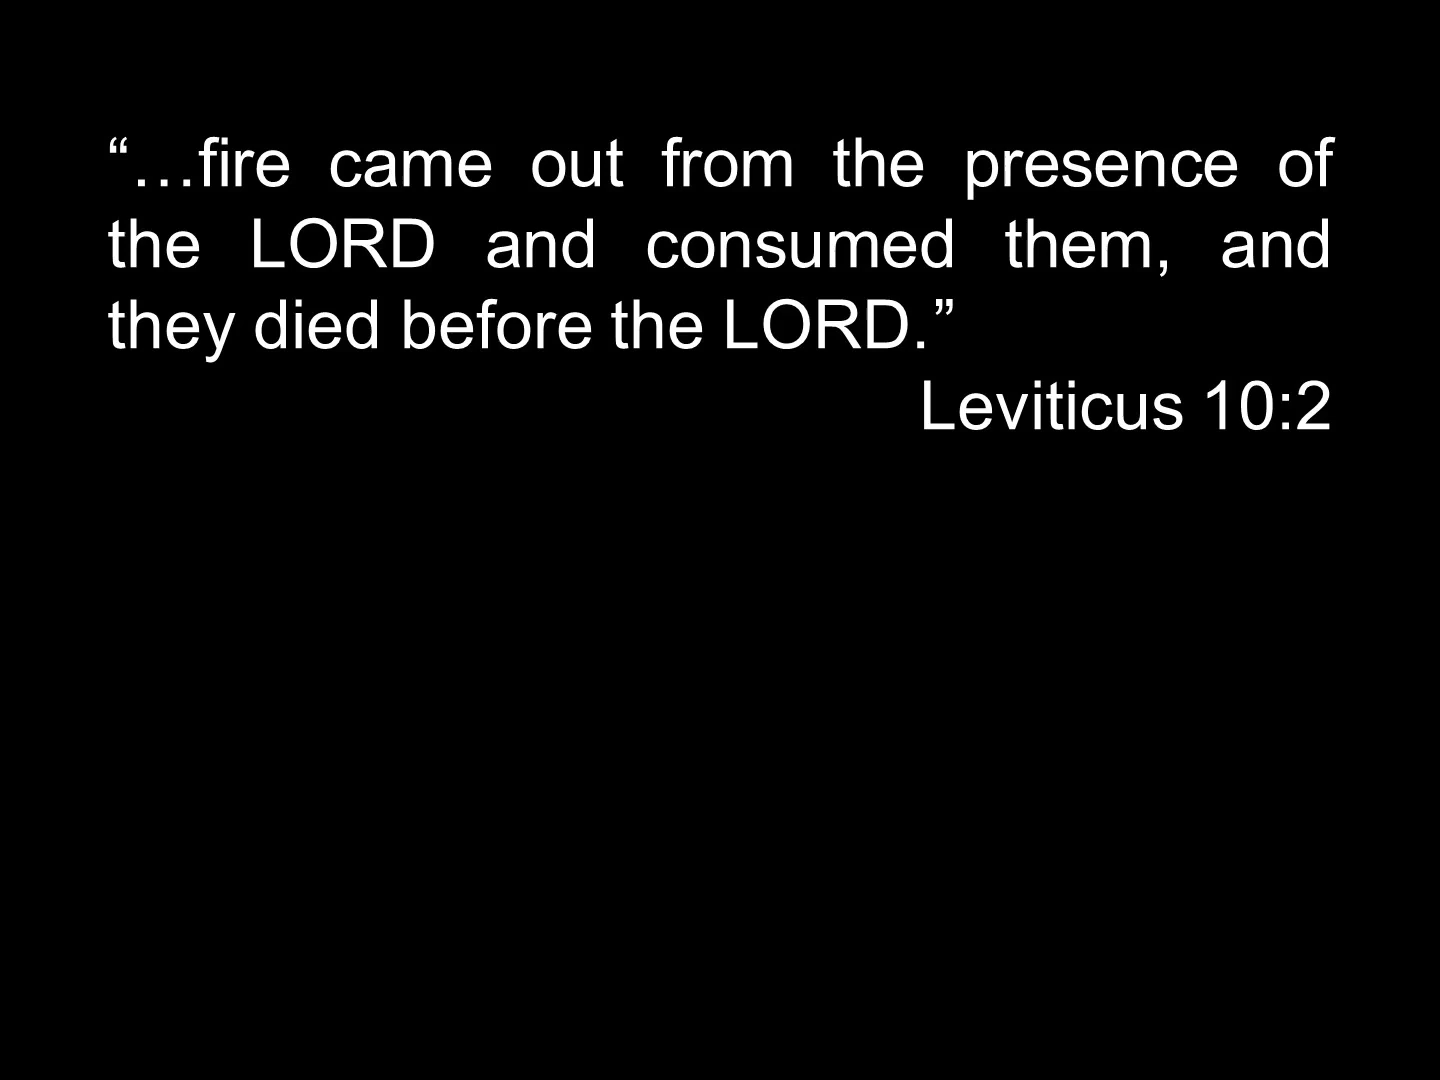 “…fire came out from the presence of
the LORD and consumed them, and
they died before the LORD.”
Leviticus 10:2